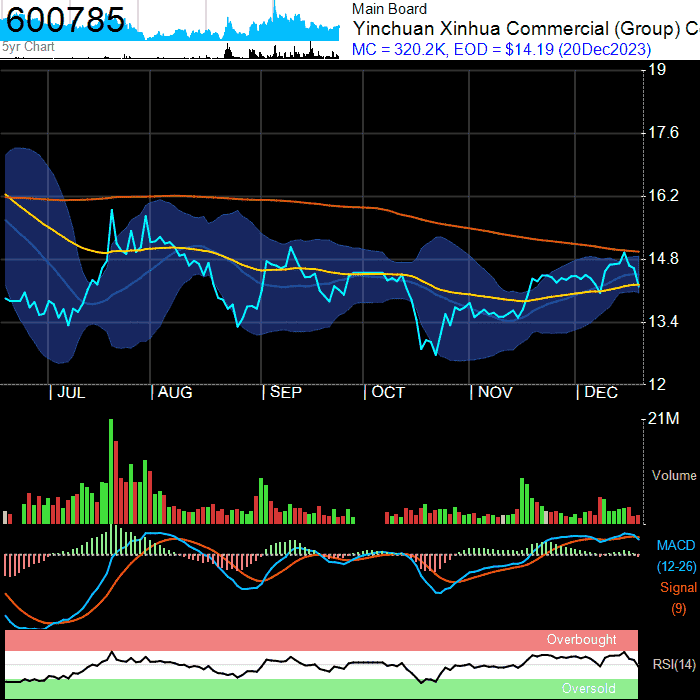 600785
5yr Chart
Main Board
Yinchuan Xinhua Commercial (Group) C
MC = 320.2K, EOD = $14.19 (20Dec2023)
19
17.6
16.2
14.8
13.4
12
JUL
AUG
SEP
OCT
NOV
DEC
21M
Volume
MACD
(12-26)
Signal
(9)
Overbought
RSI(14)
Oversold